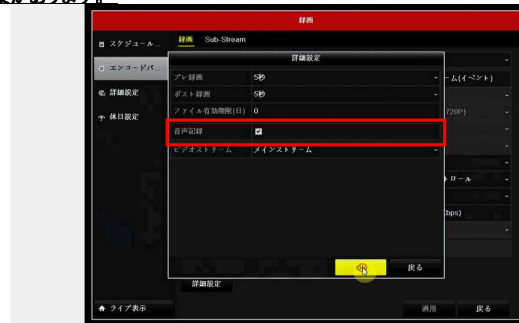 録画
スケジュール...
録画 Sub-Stream
詳細設定
エンコードパ...
プレ録画 5秒
ーム(イベント)
詳細設定
ポスト録画 5秒
ファイル有効期限(日) 0
720P)
休日設定
音声記録
ビデオストリーム メインストリーム
トロール
bps)
OK 戻る
詳細設定
ライブ表示
適用 戻る